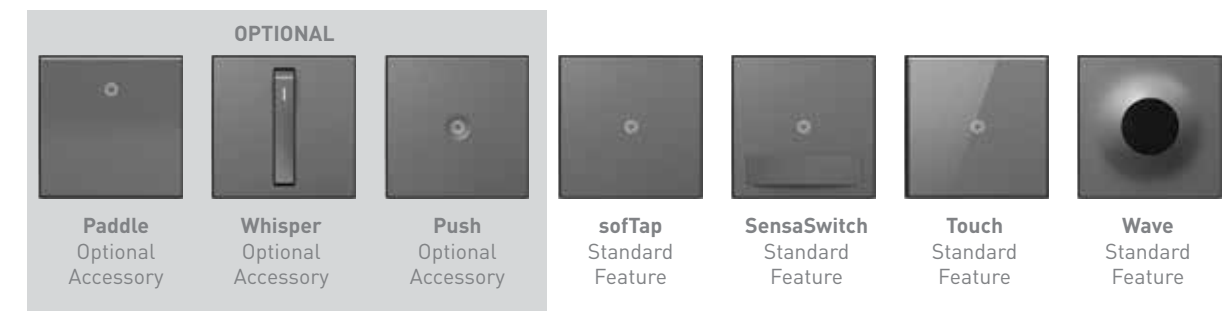 OPTIONAL
Paddle
Optional
Accessory
Whisper
Optional
Accessory
Push
Optional
Accessory
sofTap
Standard
Feature
SensaSwitch
Standard
Feature
Touch
Standard
Feature
Wave
Standard
Feature